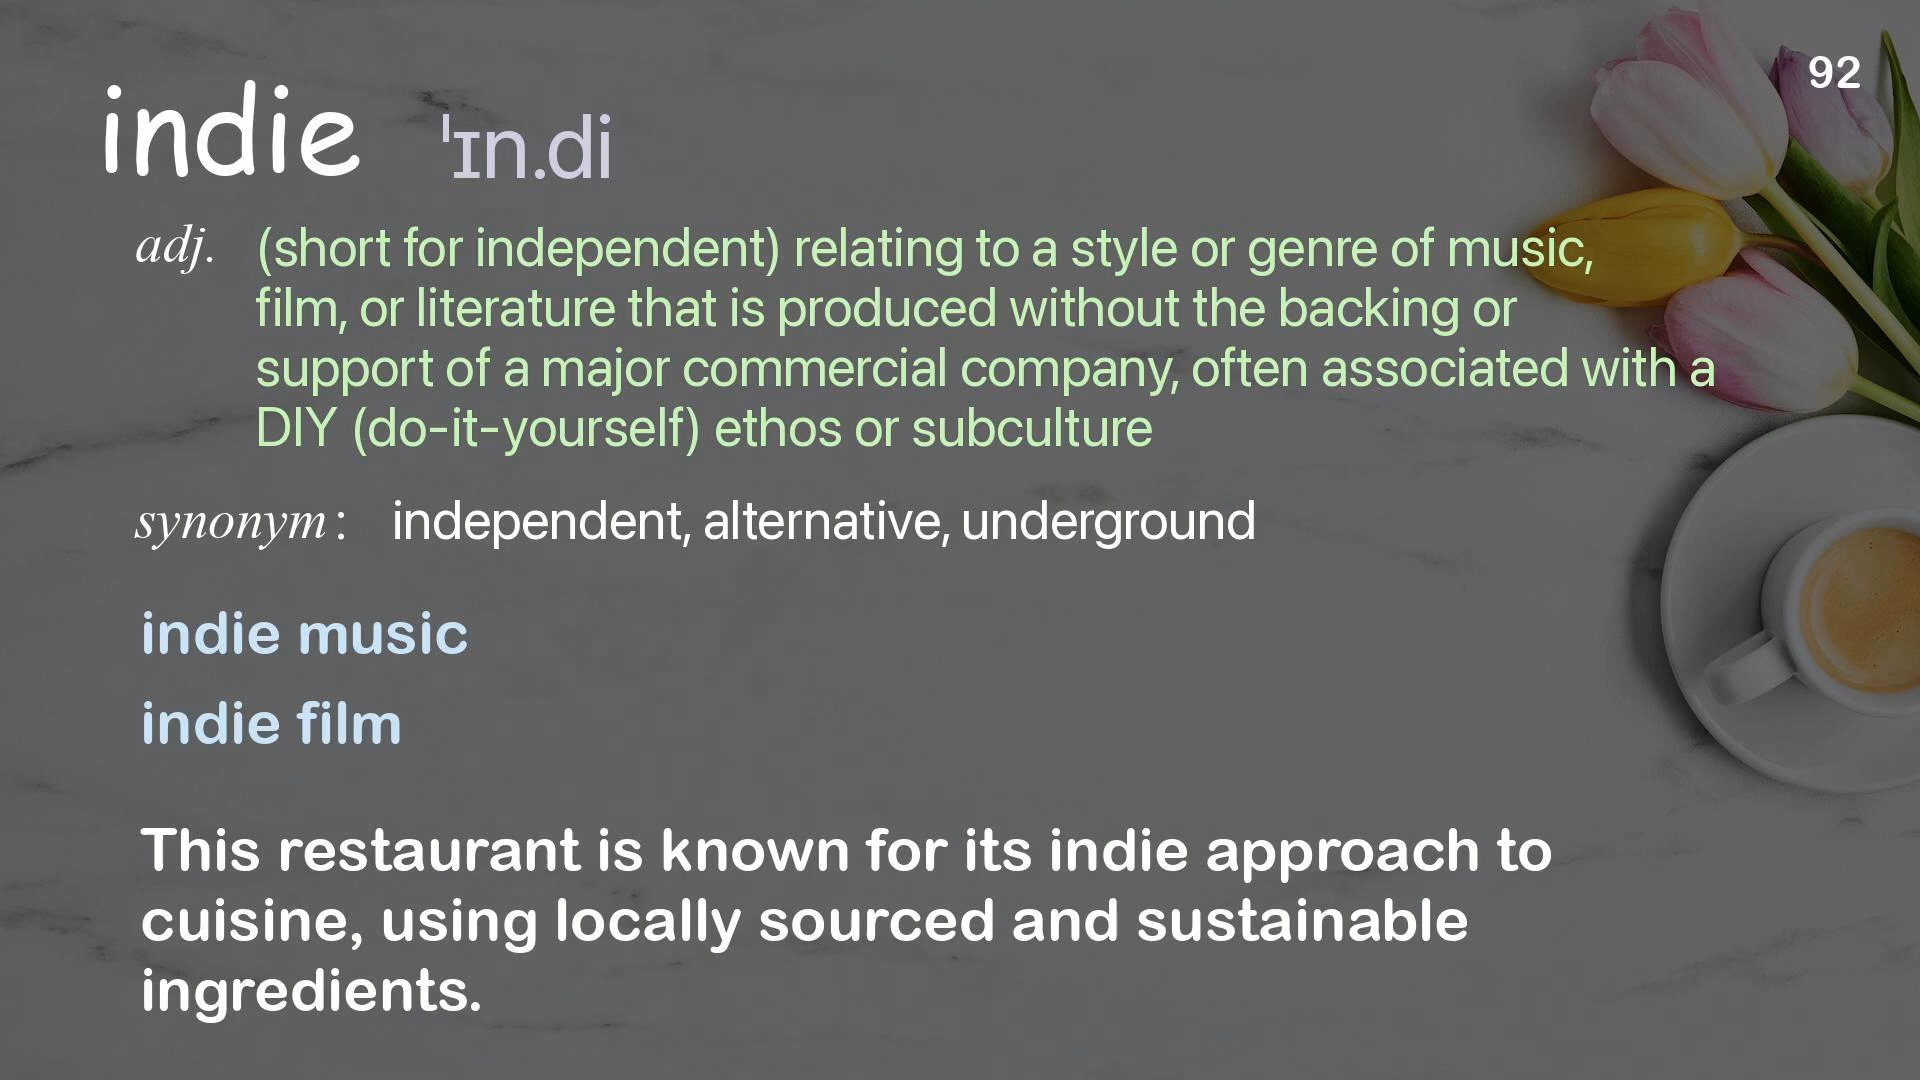 92
indie ˈɪn.di
adj. (short for independent) relating to a style or genre of music,
film, or literature that is produced without the backing or
support of a major commercial company, often associated with a
DIY (do-it-yourself) ethos or subculture
synonym: independent, alternative, underground
indie music
indie film
This restaurant is known for its indie approach to
cuisine, using locally sourced and sustainable
ingredients.